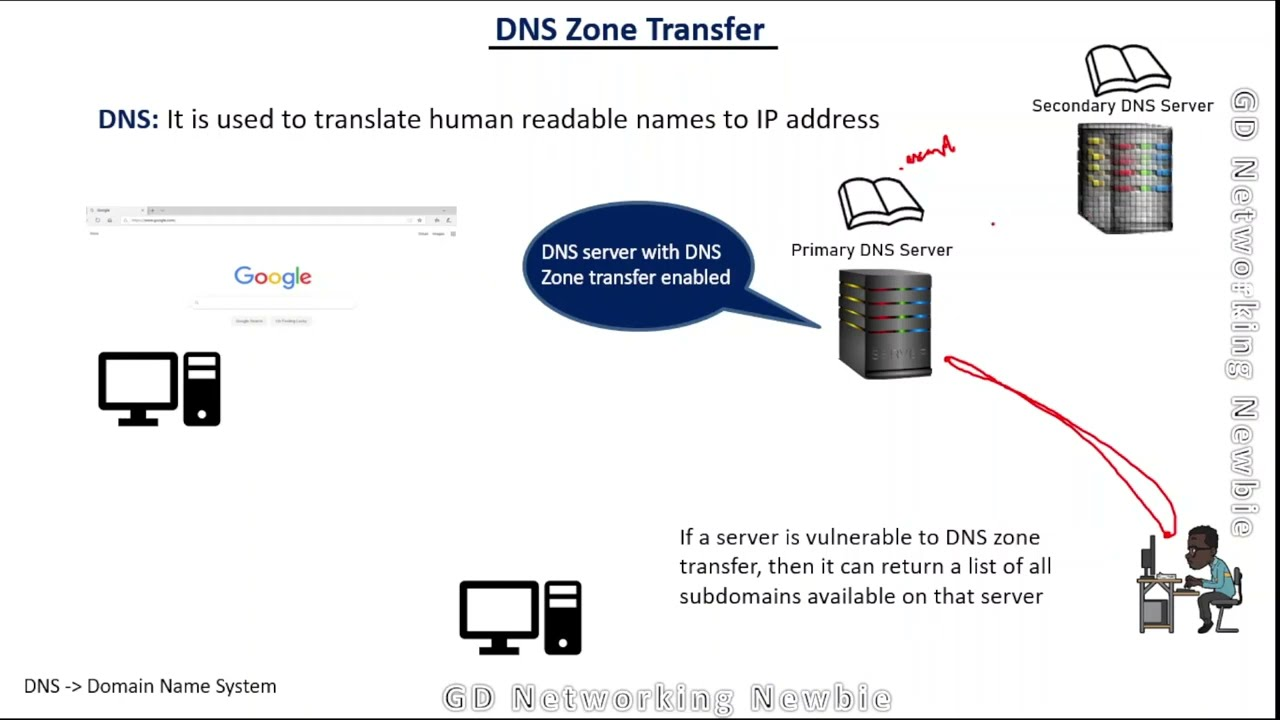 DNS Zone Transfer
Secondary DNS Server
DNS: It is used to translate human readable names to IP address
Primary DNS Server
DNS server with DNS
Zone transfer enabled
Google
SERVER
If a server is vulnerable to DNS zone
transfer, then it can return a list of all
subdomains available on that server
DNS -> Domain Name System
GD Networking Newbie
GD Networking Newbie